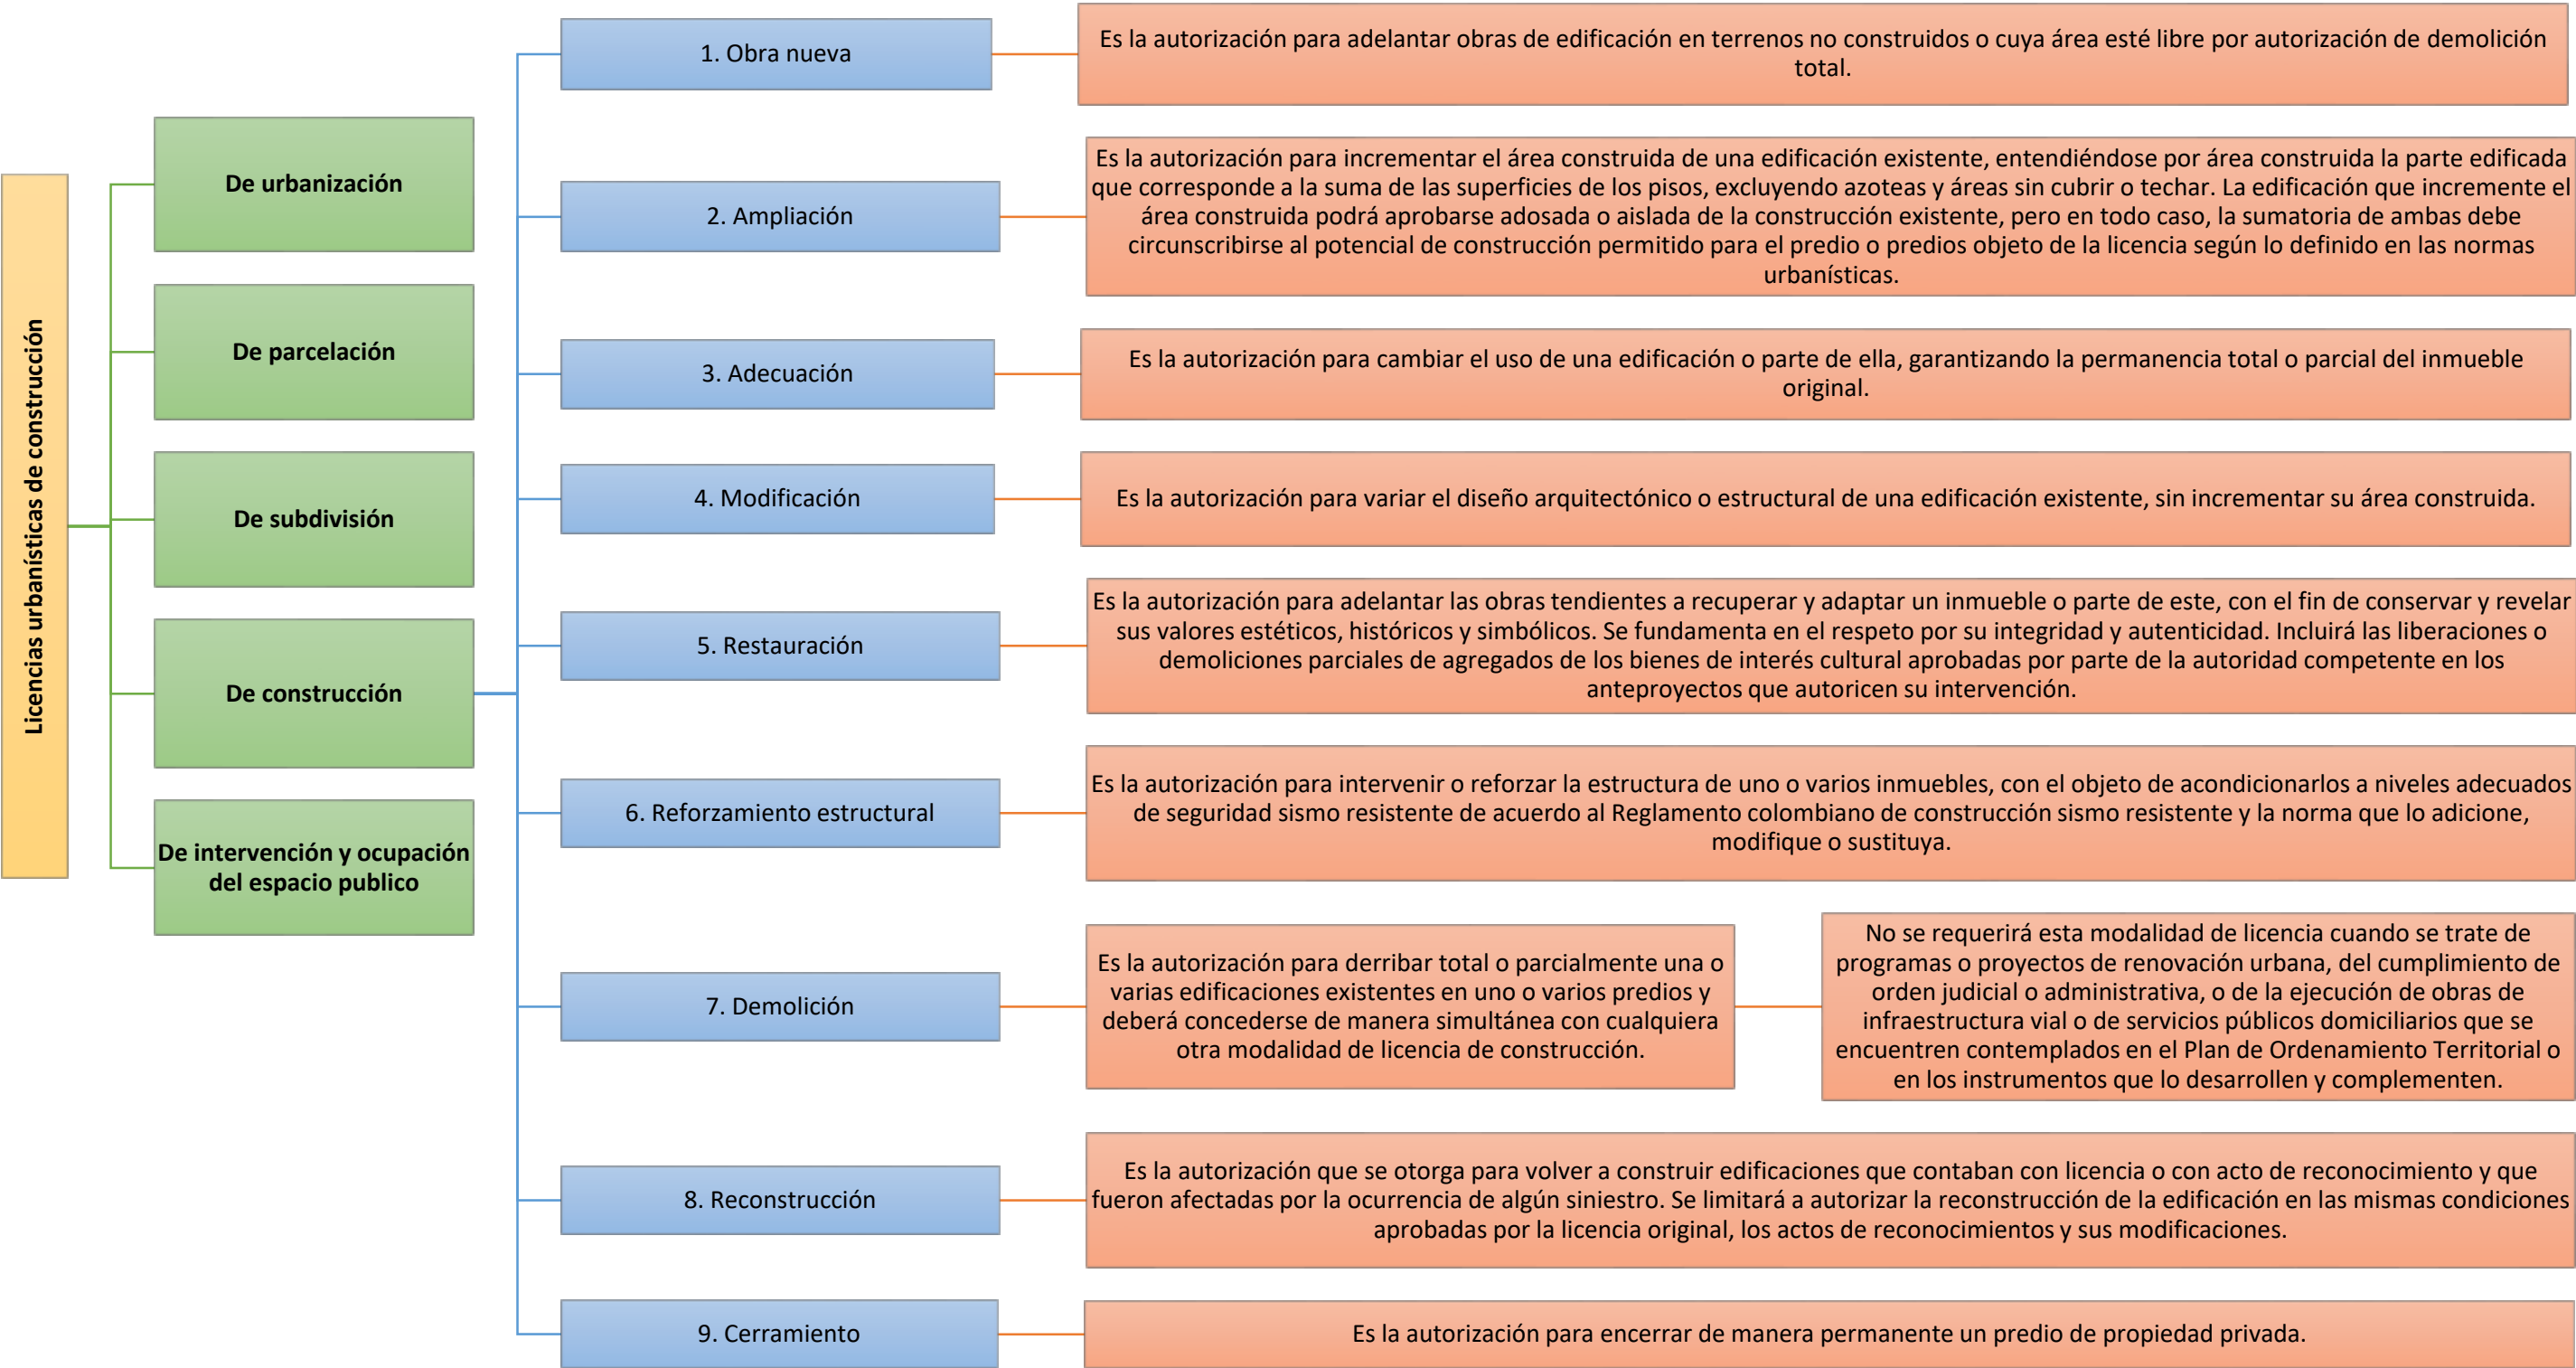 Licencias urbanísticas de construcción
De urbanización
De parcelación
De subdivisión
De construcción
De intervención y ocupación
del espacio publico
1. Obra nueva
Es la autorización para adelantar obras de edificación en terrenos no construidos o cuya área esté libre por autorización de demolición
total.
2. Ampliación
Es la autorización para incrementar el área construida de una edificación existente, entendiéndose por área construida la parte edificada
que corresponde a la suma de las superficies de los pisos, excluyendo azoteas y áreas sin cubrir o techar. La edificación que incremente el
área construida podrá aprobarse adosada o aislada de la construcción existente, pero en todo caso, la sumatoria de ambas debe
circunscribirse al potencial de construcción permitido para el predio o predios objeto de la licencia según lo definido en las normas
urbanísticas.
3. Adecuación
Es la autorización para cambiar el uso de una edificación o parte de ella, garantizando la permanencia total o parcial del inmueble
original.
4. Modificación
Es la autorización para variar el diseño arquitectónico o estructural de una edificación existente, sin incrementar su área construida.
5. Restauración
Es la autorización para adelantar las obras tendientes a recuperar y adaptar un inmueble o parte de este, con el fin de conservar y revelar
sus valores estéticos, históricos y simbólicos. Se fundamenta en el respeto por su integridad y autenticidad. Incluirá las liberaciones o
demoliciones parciales de agregados de los bienes de interés cultural aprobadas por parte de la autoridad competente en los
anteproyectos que autoricen su intervención.
6. Reforzamiento estructural
Es la autorización para intervenir o reforzar la estructura de uno o varios inmuebles, con el objeto de acondicionarlos a niveles adecuados
de seguridad sismo resistente de acuerdo al Reglamento colombiano de construcción sismo resistente y la norma que lo adicione,
modifique o sustituya.
7. Demolición
Es la autorización para derribar total o parcialmente una o
varias edificaciones existentes en uno o varios predios y
deberá concederse de manera simultánea con cualquiera
otra modalidad de licencia de construcción.
No se requerirá esta modalidad de licencia cuando se trate de
programas o proyectos de renovación urbana, del cumplimiento de
orden judicial o administrativa, o de la ejecución de obras de
infraestructura vial o de servicios públicos domiciliarios que se
encuentren contemplados en el Plan de Ordenamiento Territorial o
en los instrumentos que lo desarrollen y complementen.
8. Reconstrucción
Es la autorización que se otorga para volver a construir edificaciones que contaban con licencia o con acto de reconocimiento y que
fueron afectadas por la ocurrencia de algún siniestro. Se limitará a autorizar la reconstrucción de la edificación en las mismas condiciones
aprobadas por la licencia original, los actos de reconocimientos y sus modificaciones.
9. Cerramiento
Es la autorización para encerrar de manera permanente un predio de propiedad privada.